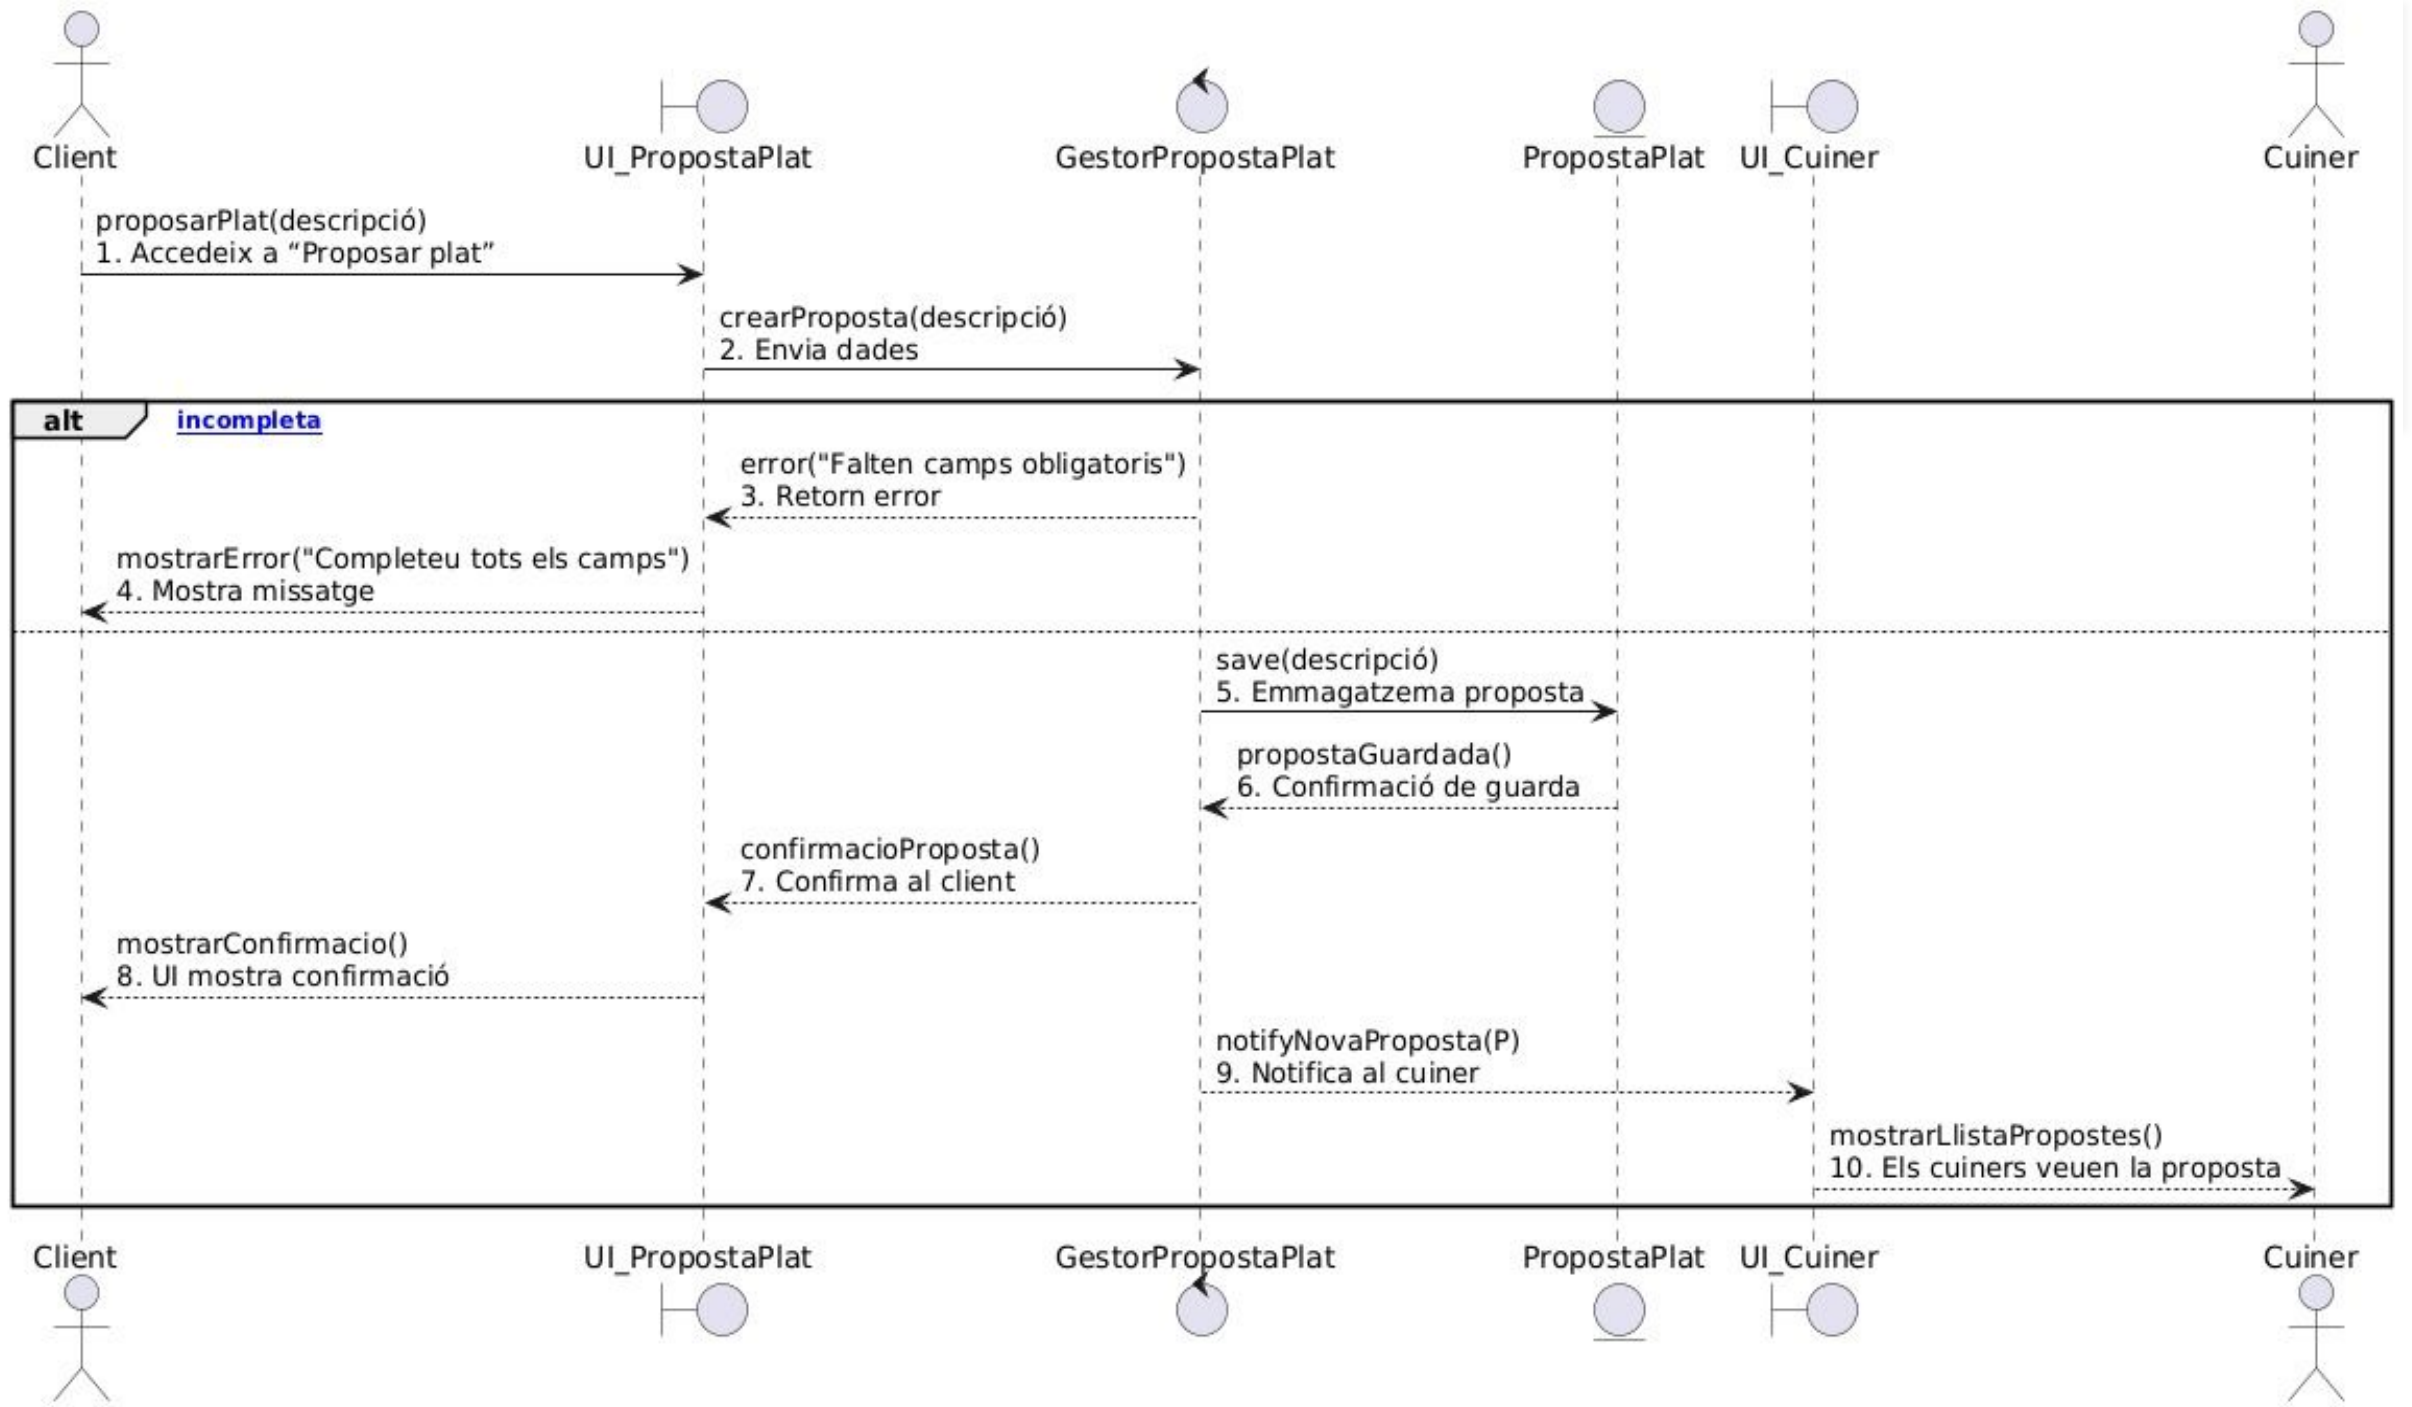 Client
UI_PropostaPlat
GestorPropostaPlat
PropostaPlat
UI_Cuiner
Cuiner
proposarPlat(descripció)
1. Accedeix a “Proposar plat”
crearProposta(descripció)
2. Envia dades
alt
incompleta
error("Falten camps obligatoris")
3. Retorn error
mostrarError("Completeu tots els camps")
4. Mostra missatge
save(descripció)
5. Emmagatzema proposta
propostaGuardada()
6. Confirmació de guarda
confirmacioProposta()
7. Confirma al client
mostrarConfirmacio()
8. UI mostra confirmació
notifyNovaProposta(P)
9. Notifica al cuiner
mostrarLlistaPropostes()
10. Els cuiners veuen la proposta
Client
UI_PropostaPlat
GestorPropostaPlat
PropostaPlat
UI_Cuiner
Cuiner